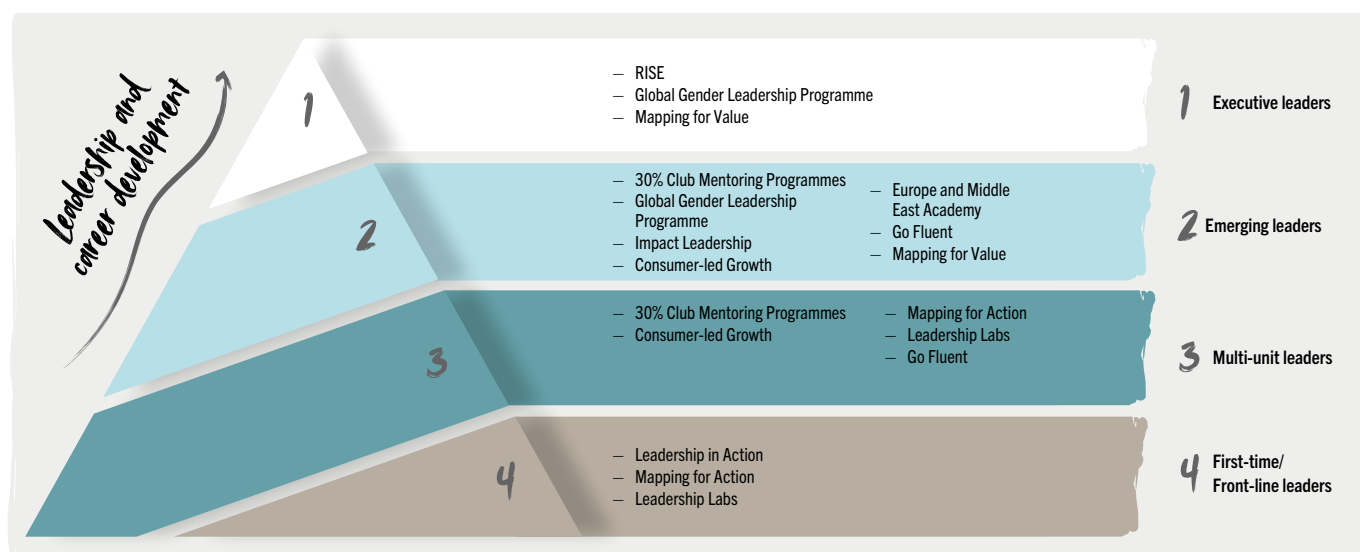 Leadership and
career development
1
— RISE
— Global Gender Leadership Programme
— Mapping for Value
1 Executive leaders
2
— 30% Club Mentoring Programmes
— Global Gender Leadership
Programme
— Impact Leadership
— Consumer-led Growth
— Europe and Middle
East Academy
— Go Fluent
— Mapping for Value
2 Emerging leaders
3
— 30% Club Mentoring Programmes
— Consumer-led Growth
— Mapping for Action
— Leadership Labs
— Go Fluent
3 Multi-unit leaders
4
— Leadership in Action
— Mapping for Action
— Leadership Labs
4 First-time/
Front-line leaders